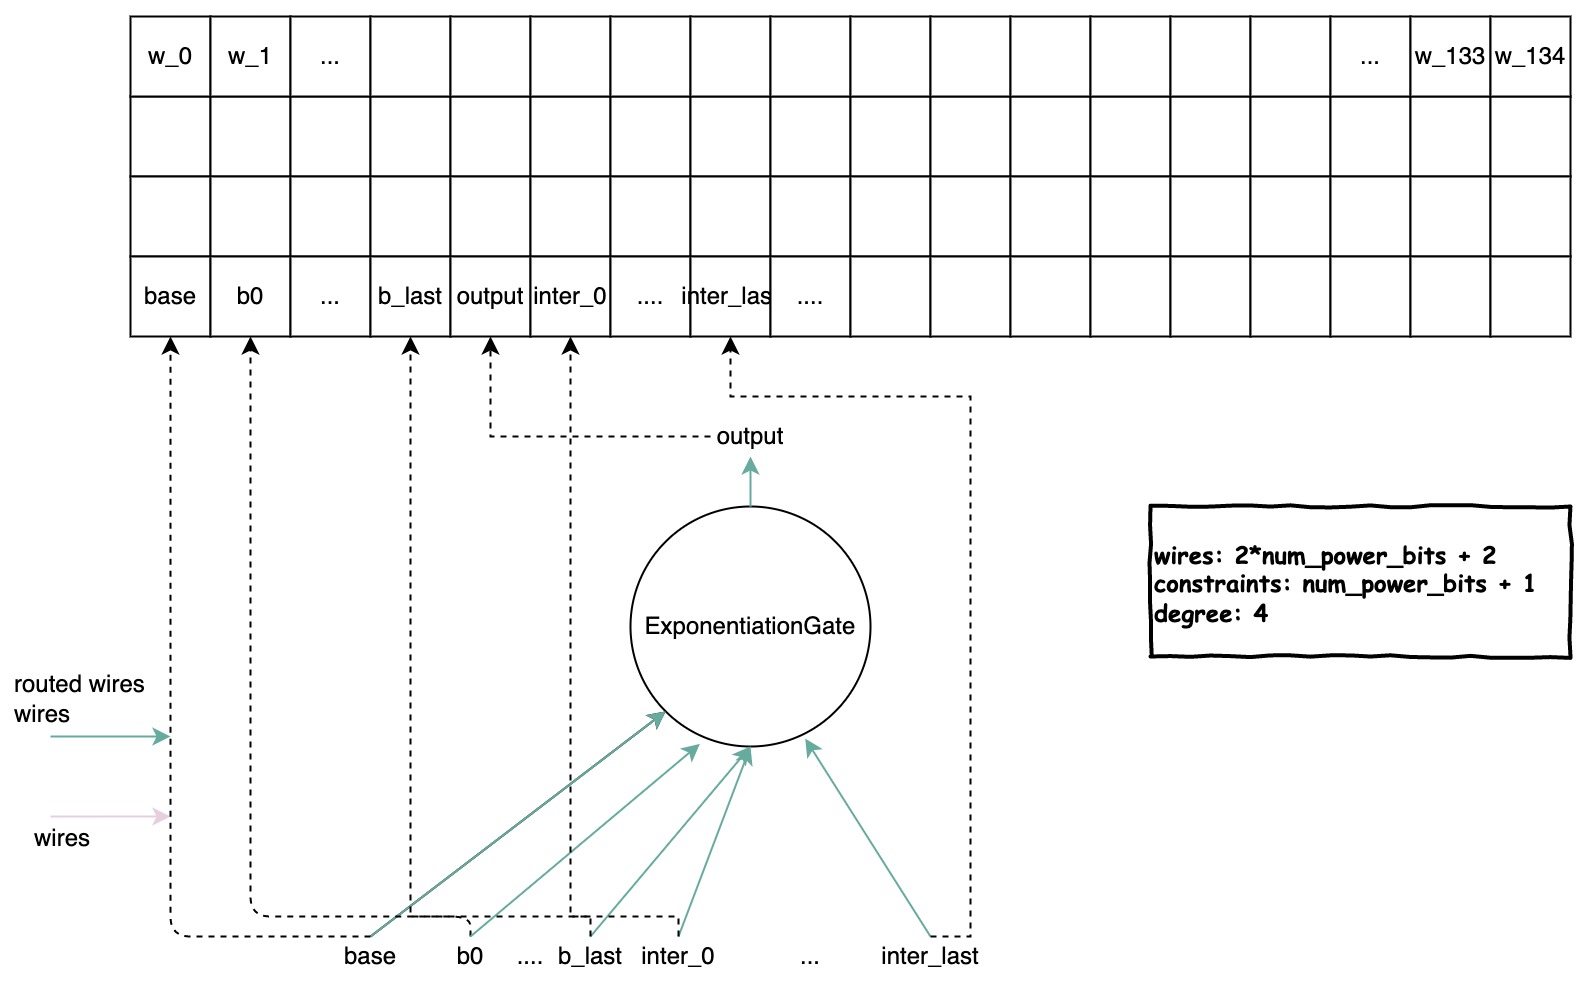 w_0 w_1 ... ... w_133 w_134
base b0 ... b_last output inter_0 .... inter_las ....
output
ExponentiationGate
wires: 2*num_power_bits + 2
constraints: num_power_bits + 1
degree: 4
routed wires
wires
wires
base b0 .... b_last inter_0 ... inter_last